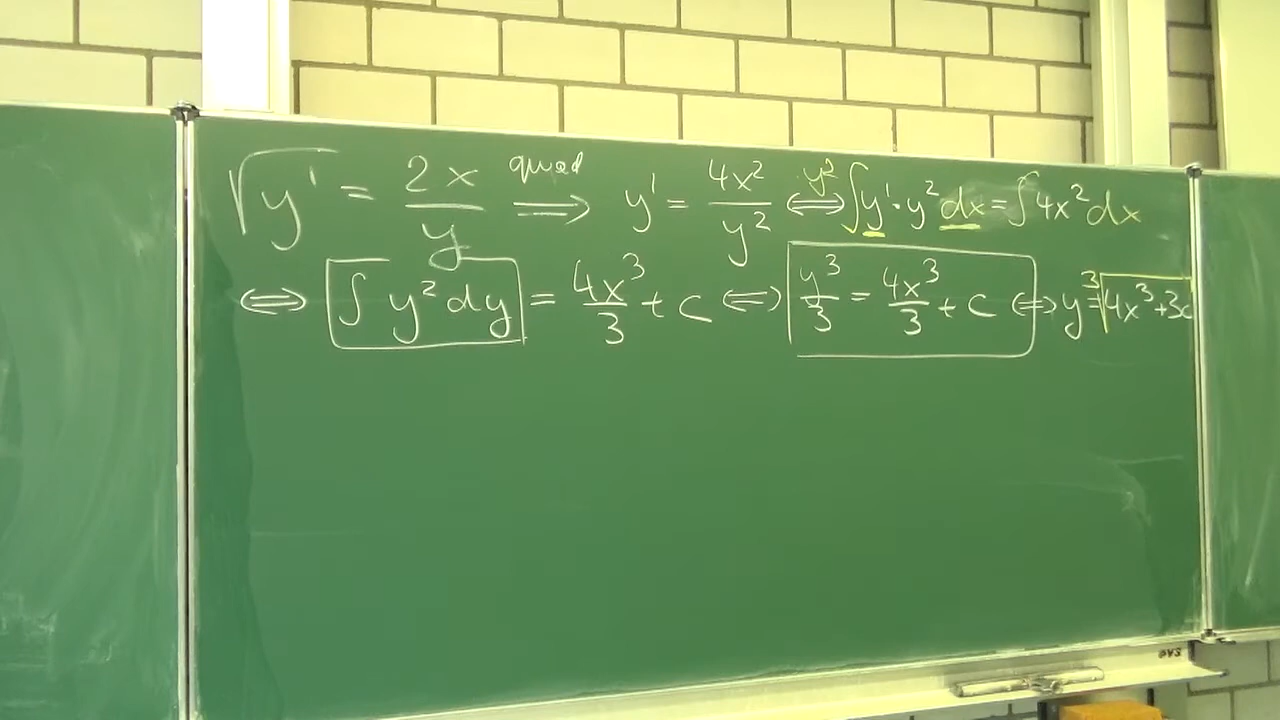 √y' = 2x/y quad ⟹ y' = 4x²/y² ⟺ y² ∫y'·y² dx = ∫4x² dx
⟺ ∫y² dy = 4x³/3 + c ⟺ y³/3 = 4x³/3 + c ⟺ y = ³√4x³+3c